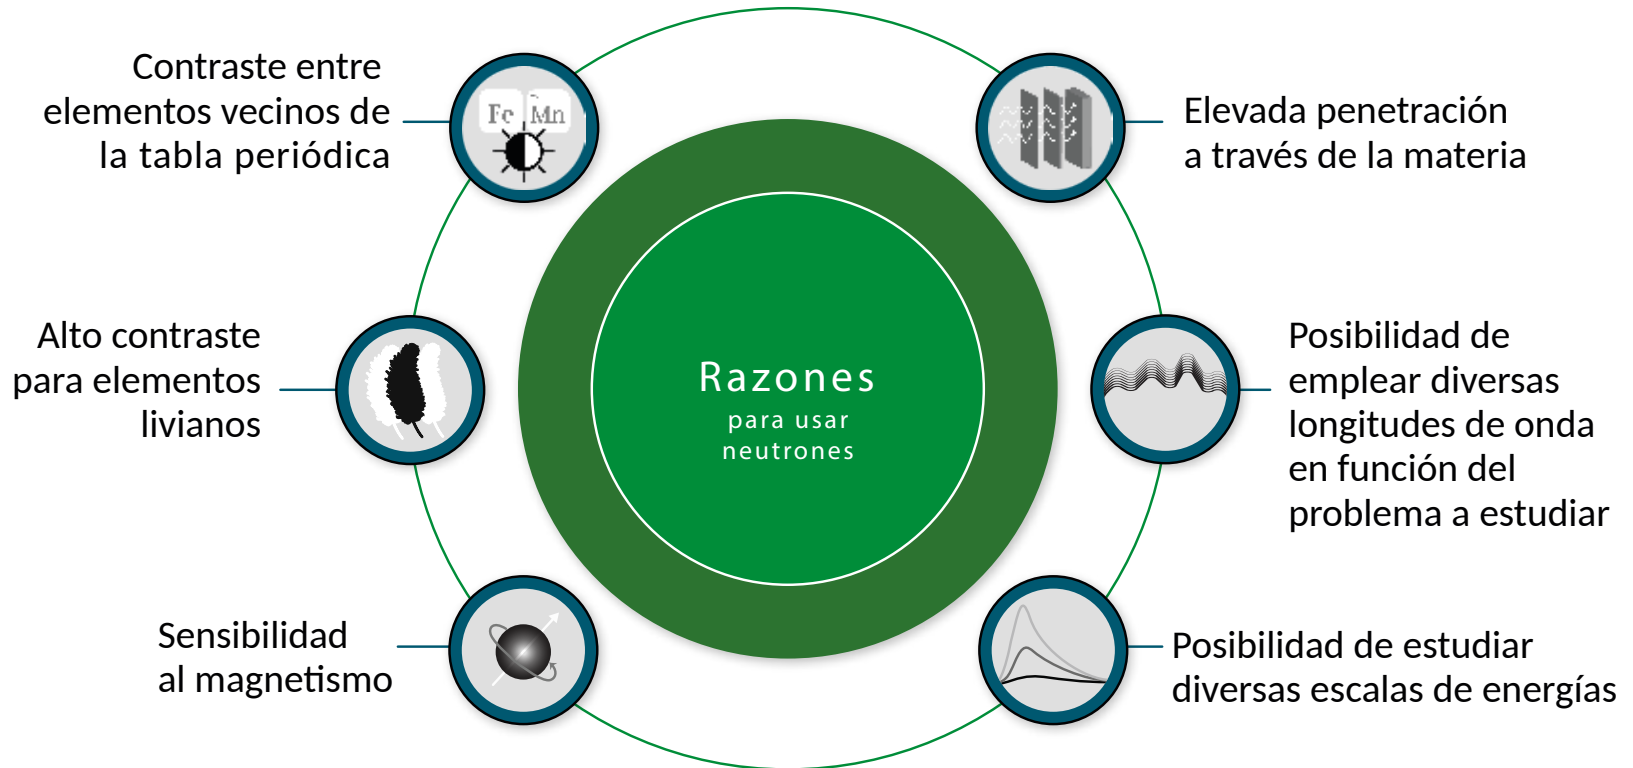 Contraste entre
elementos vecinos de
la tabla periódica
Fe Mn
Elevada penetración
a través de la materia
Alto contraste
para elementos
livianos
Razones
para usar
neutrones
Posibilidad de
emplear diversas
longitudes de onda
en función del
problema a estudiar
Sensibilidad
al magnetismo
Posibilidad de estudiar
diversas escalas de energías